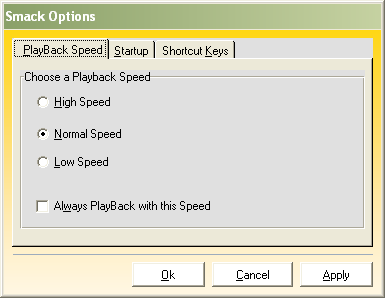 Smack Options
PlayBack Speed Startup Shortcut Keys
Choose a Playback Speed
High Speed
Normal Speed
Low Speed
Always PlayBack with this Speed
Ok Cancel Apply